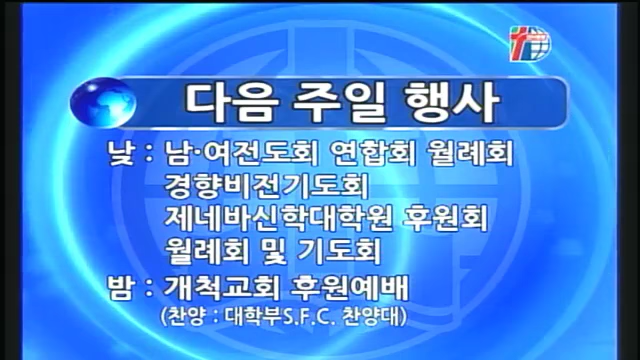 다음 주일 행사
낮 : 남·여전도회 연합회 월례회
경향비전기도회
제네바신학대학원 후원회
월례회 및 기도회
밤 : 개척교회 후원예배
(찬양 : 대학부S.F.C. 찬양대)